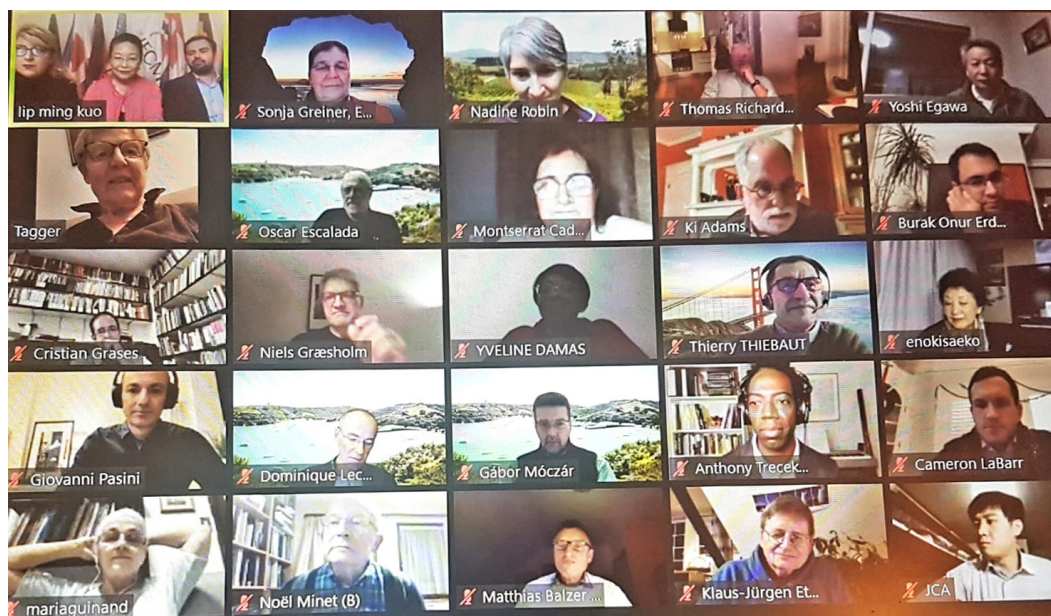 lip ming kuo
Sonja Greiner, E...
Nadine Robin
Thomas Richard...
Yoshi Egawa
Tagger
Oscar Escalada
Montserrat Cad...
Ki Adams
Burak Onur Erd...
Cristian Grases
Niels Græsholm
YVELINE DAMAS
Thierry THIEBAUT
enokisaeko
Giovanni Pasini
Dominique Lec...
Gábor Móczár
Anthony Trecek...
Cameron LaBarr
mariaguinand
Noël Minet (B)
Matthias Balzer ...
Klaus-Jürgen Et...
JCA